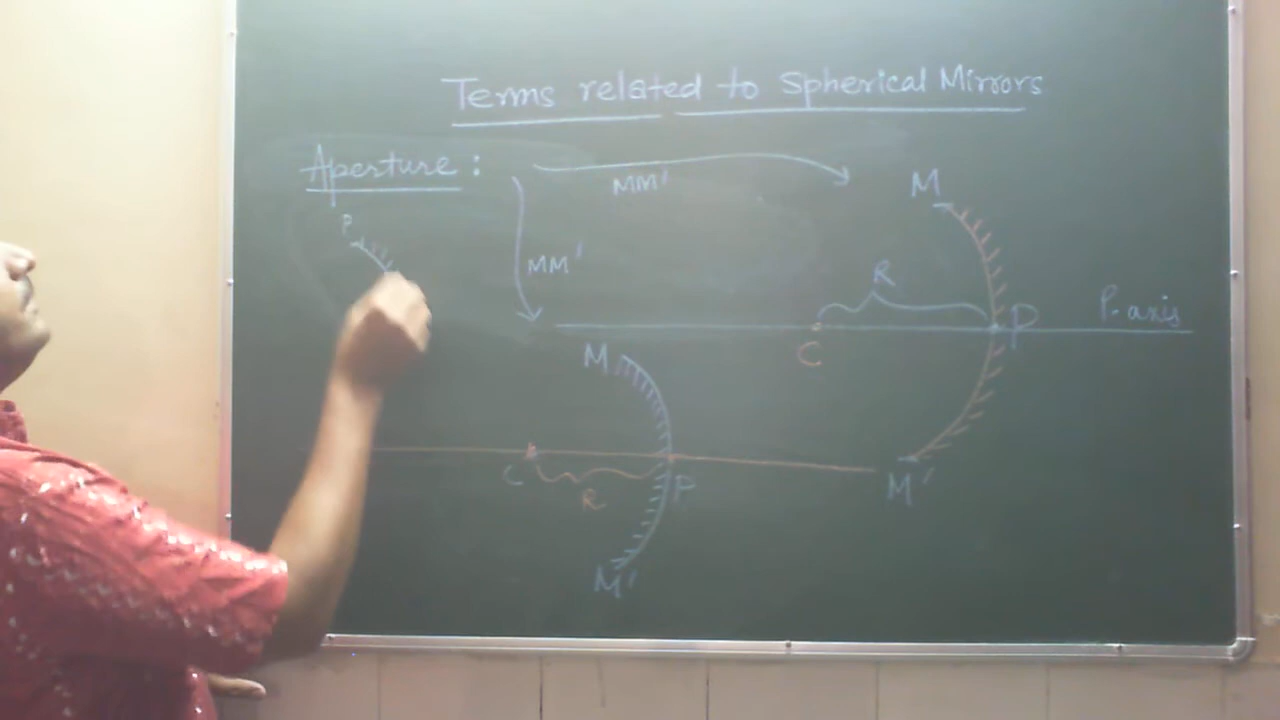 Terms related to Spherical Mirrors
Aperture :
MM'
M
P
MM'
R
P. axis
P
C
M
C
R
P
M'
M'